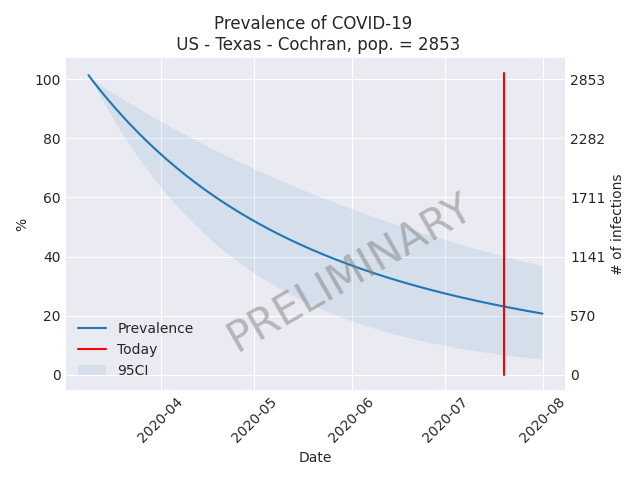 Prevalence of COVID-19
US - Texas - Cochran, pop. = 2853
100
80
60
40
20
0
%
2853
2282
1711
1141
570
0
# of infections
PRELIMINARY
Prevalence
Today
95CI
2020-04
2020-05
2020-06
2020-07
2020-08
Date